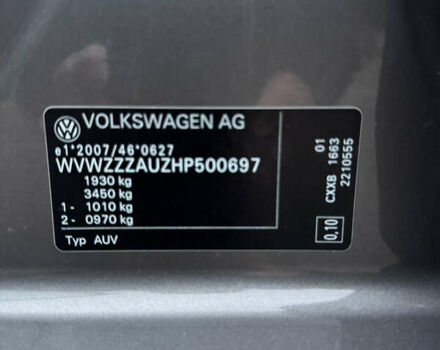 VOLKSWAGEN AG
e1*2007/46*0627
WVWZZZAUZHP500697
1930 kg
3450 kg
1- 1010 kg
2- 0970 kg
Typ AUV
01
CXXB 1663
2210555
0,10